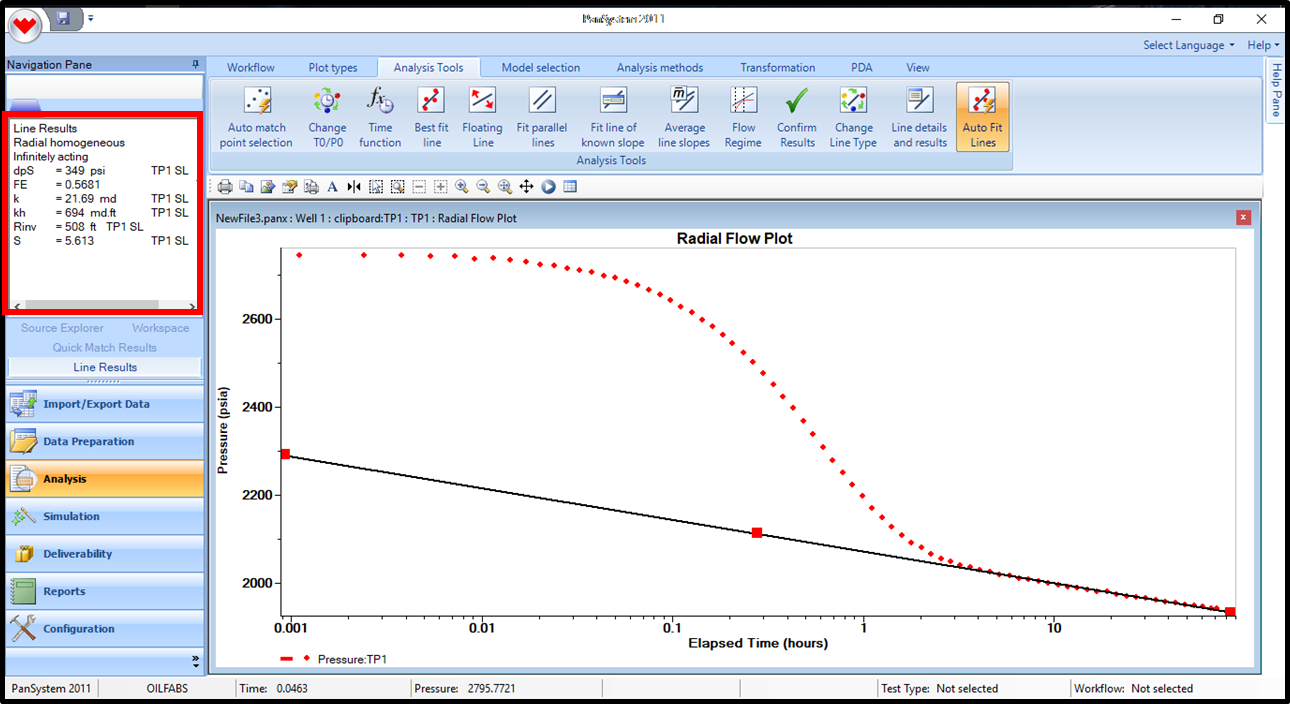 PanSystem 2011
Select Language Help
Navigation Pane
Workflow Plot types Analysis Tools Model selection Analysis methods Transformation PDA View
Help Pane
Auto match point selection
Change T0/P0
Time function
Best fit line
Floating Line
Fit parallel lines
Fit line of known slope
Average line slopes
Flow Regime
Confirm Results
Change Line Type
Line details and results
Auto Fit Lines
Analysis Tools
Line Results
Radial homogeneous
Infinitely acting
dpS = 349 psi TP1 SL
FE = 0.5681
k = 21.69 md TP1 SL
kh = 694 md.ft TP1 SL
Rinv = 508 ft TP1 SL
S = 5.613 TP1 SL
Source Explorer Workspace
Quick Match Results
Line Results
Import/Export Data
Data Preparation
Analysis
Simulation
Deliverability
Reports
Configuration
NewFile3.panx : Well 1 : clipboard:TP1 : TP1 : Radial Flow Plot
Radial Flow Plot
Pressure (psia)
2600
2400
2200
2000
0.001 0.01 0.1 1 10
Elapsed Time (hours)
Pressure:TP1
PanSystem 2011 OILFABS Time: 0.0463 Pressure: 2795.7721 Test Type: Not selected Workflow: Not selected